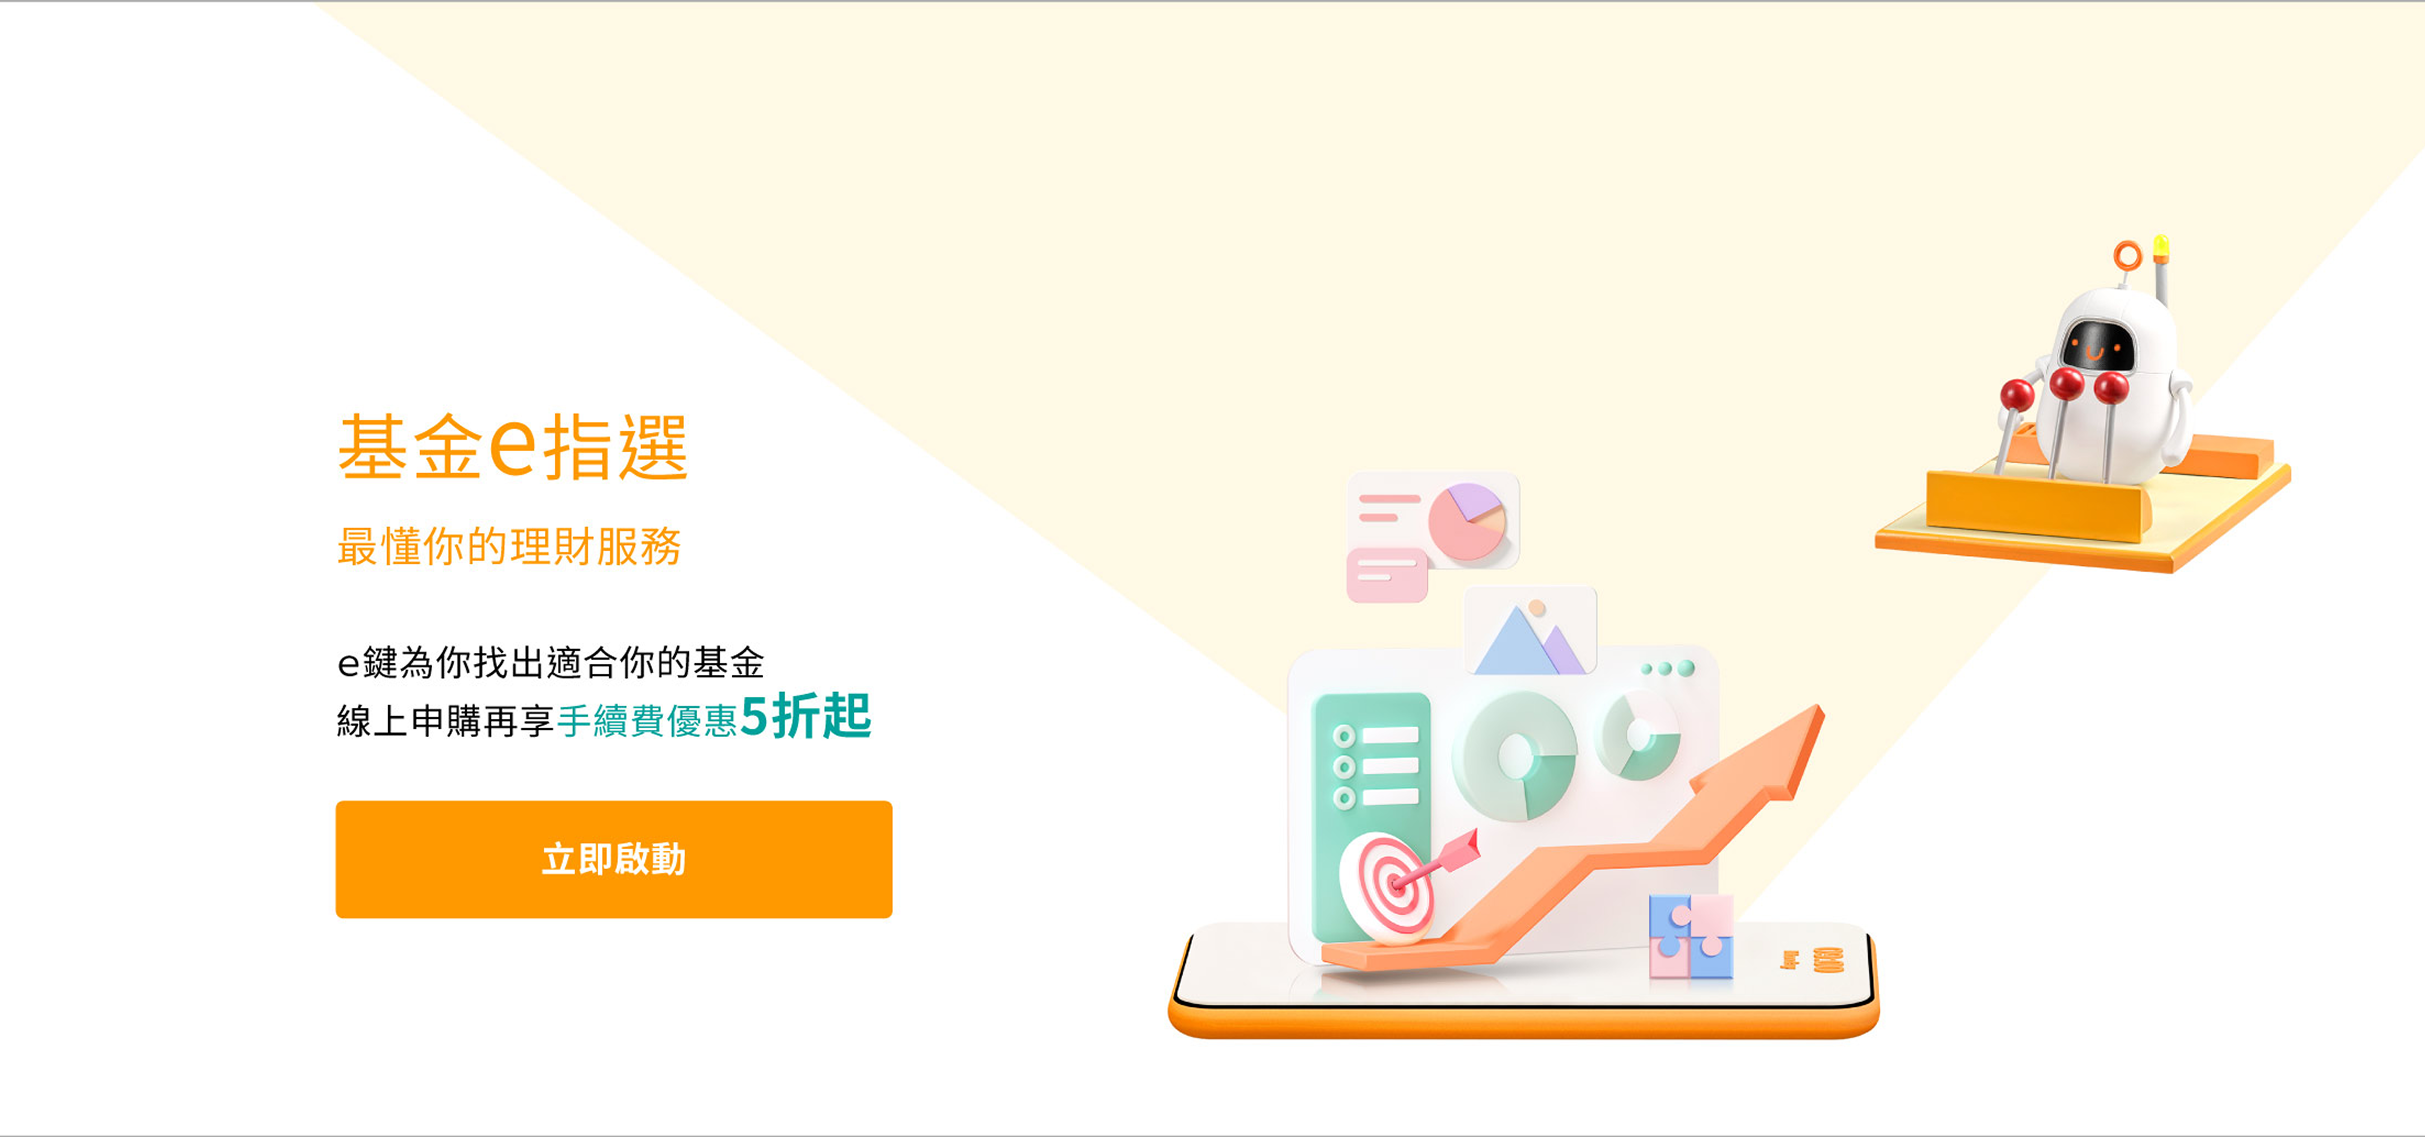 基金e指選
最懂你的理財服務
e鍵為你找出適合你的基金
線上申購再享手續費優惠5折起
立即啟動